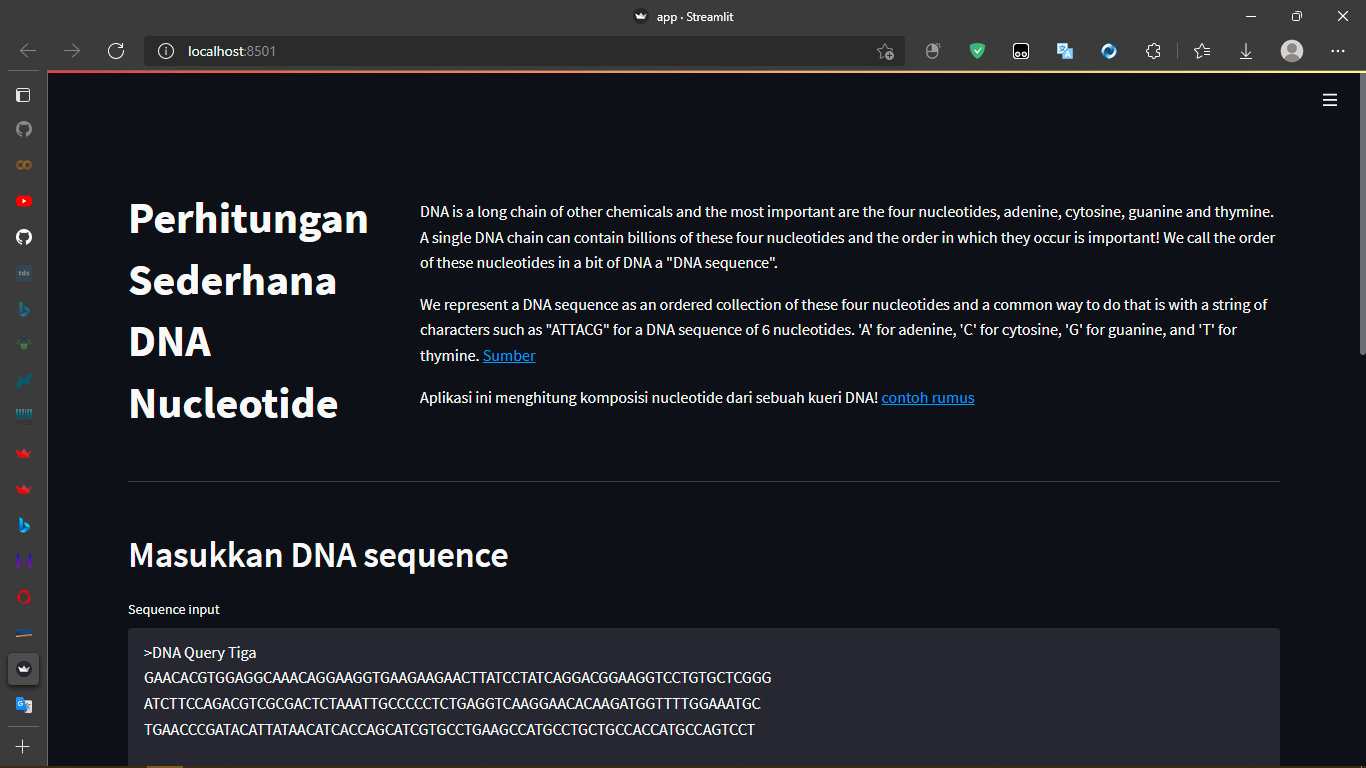 app · Streamlit
localhost:8501
Perhitungan
Sederhana
DNA
Nucleotide
DNA is a long chain of other chemicals and the most important are the four nucleotides, adenine, cytosine, guanine and thymine.
A single DNA chain can contain billions of these four nucleotides and the order in which they occur is important! We call the order
of these nucleotides in a bit of DNA a "DNA sequence".
We represent a DNA sequence as an ordered collection of these four nucleotides and a common way to do that is with a string of
characters such as "ATTACG" for a DNA sequence of 6 nucleotides. 'A' for adenine, 'C' for cytosine, 'G' for guanine, and 'T' for
thymine. Sumber
Aplikasi ini menghitung komposisi nucleotide dari sebuah kueri DNA! contoh rumus
Masukkan DNA sequence
Sequence input
>DNA Query Tiga
GAACACGTGGAGGCAAACAGGAAGGTGAAGAAGAACTTATCCTATCAGGACGGAAGGTCCTGTGCTCGGG
ATCTTCCAGACGTCGCGACTCTAAATTGCCCCCTCTGAGGTCAAGGAACACAAGATGGTTTTGGAAATGC
TGAACCCGATACATTATAACATCACCAGCATCGTGCCTGAAGCCATGCCTGCTGCCACCATGCCAGTCCT
tds